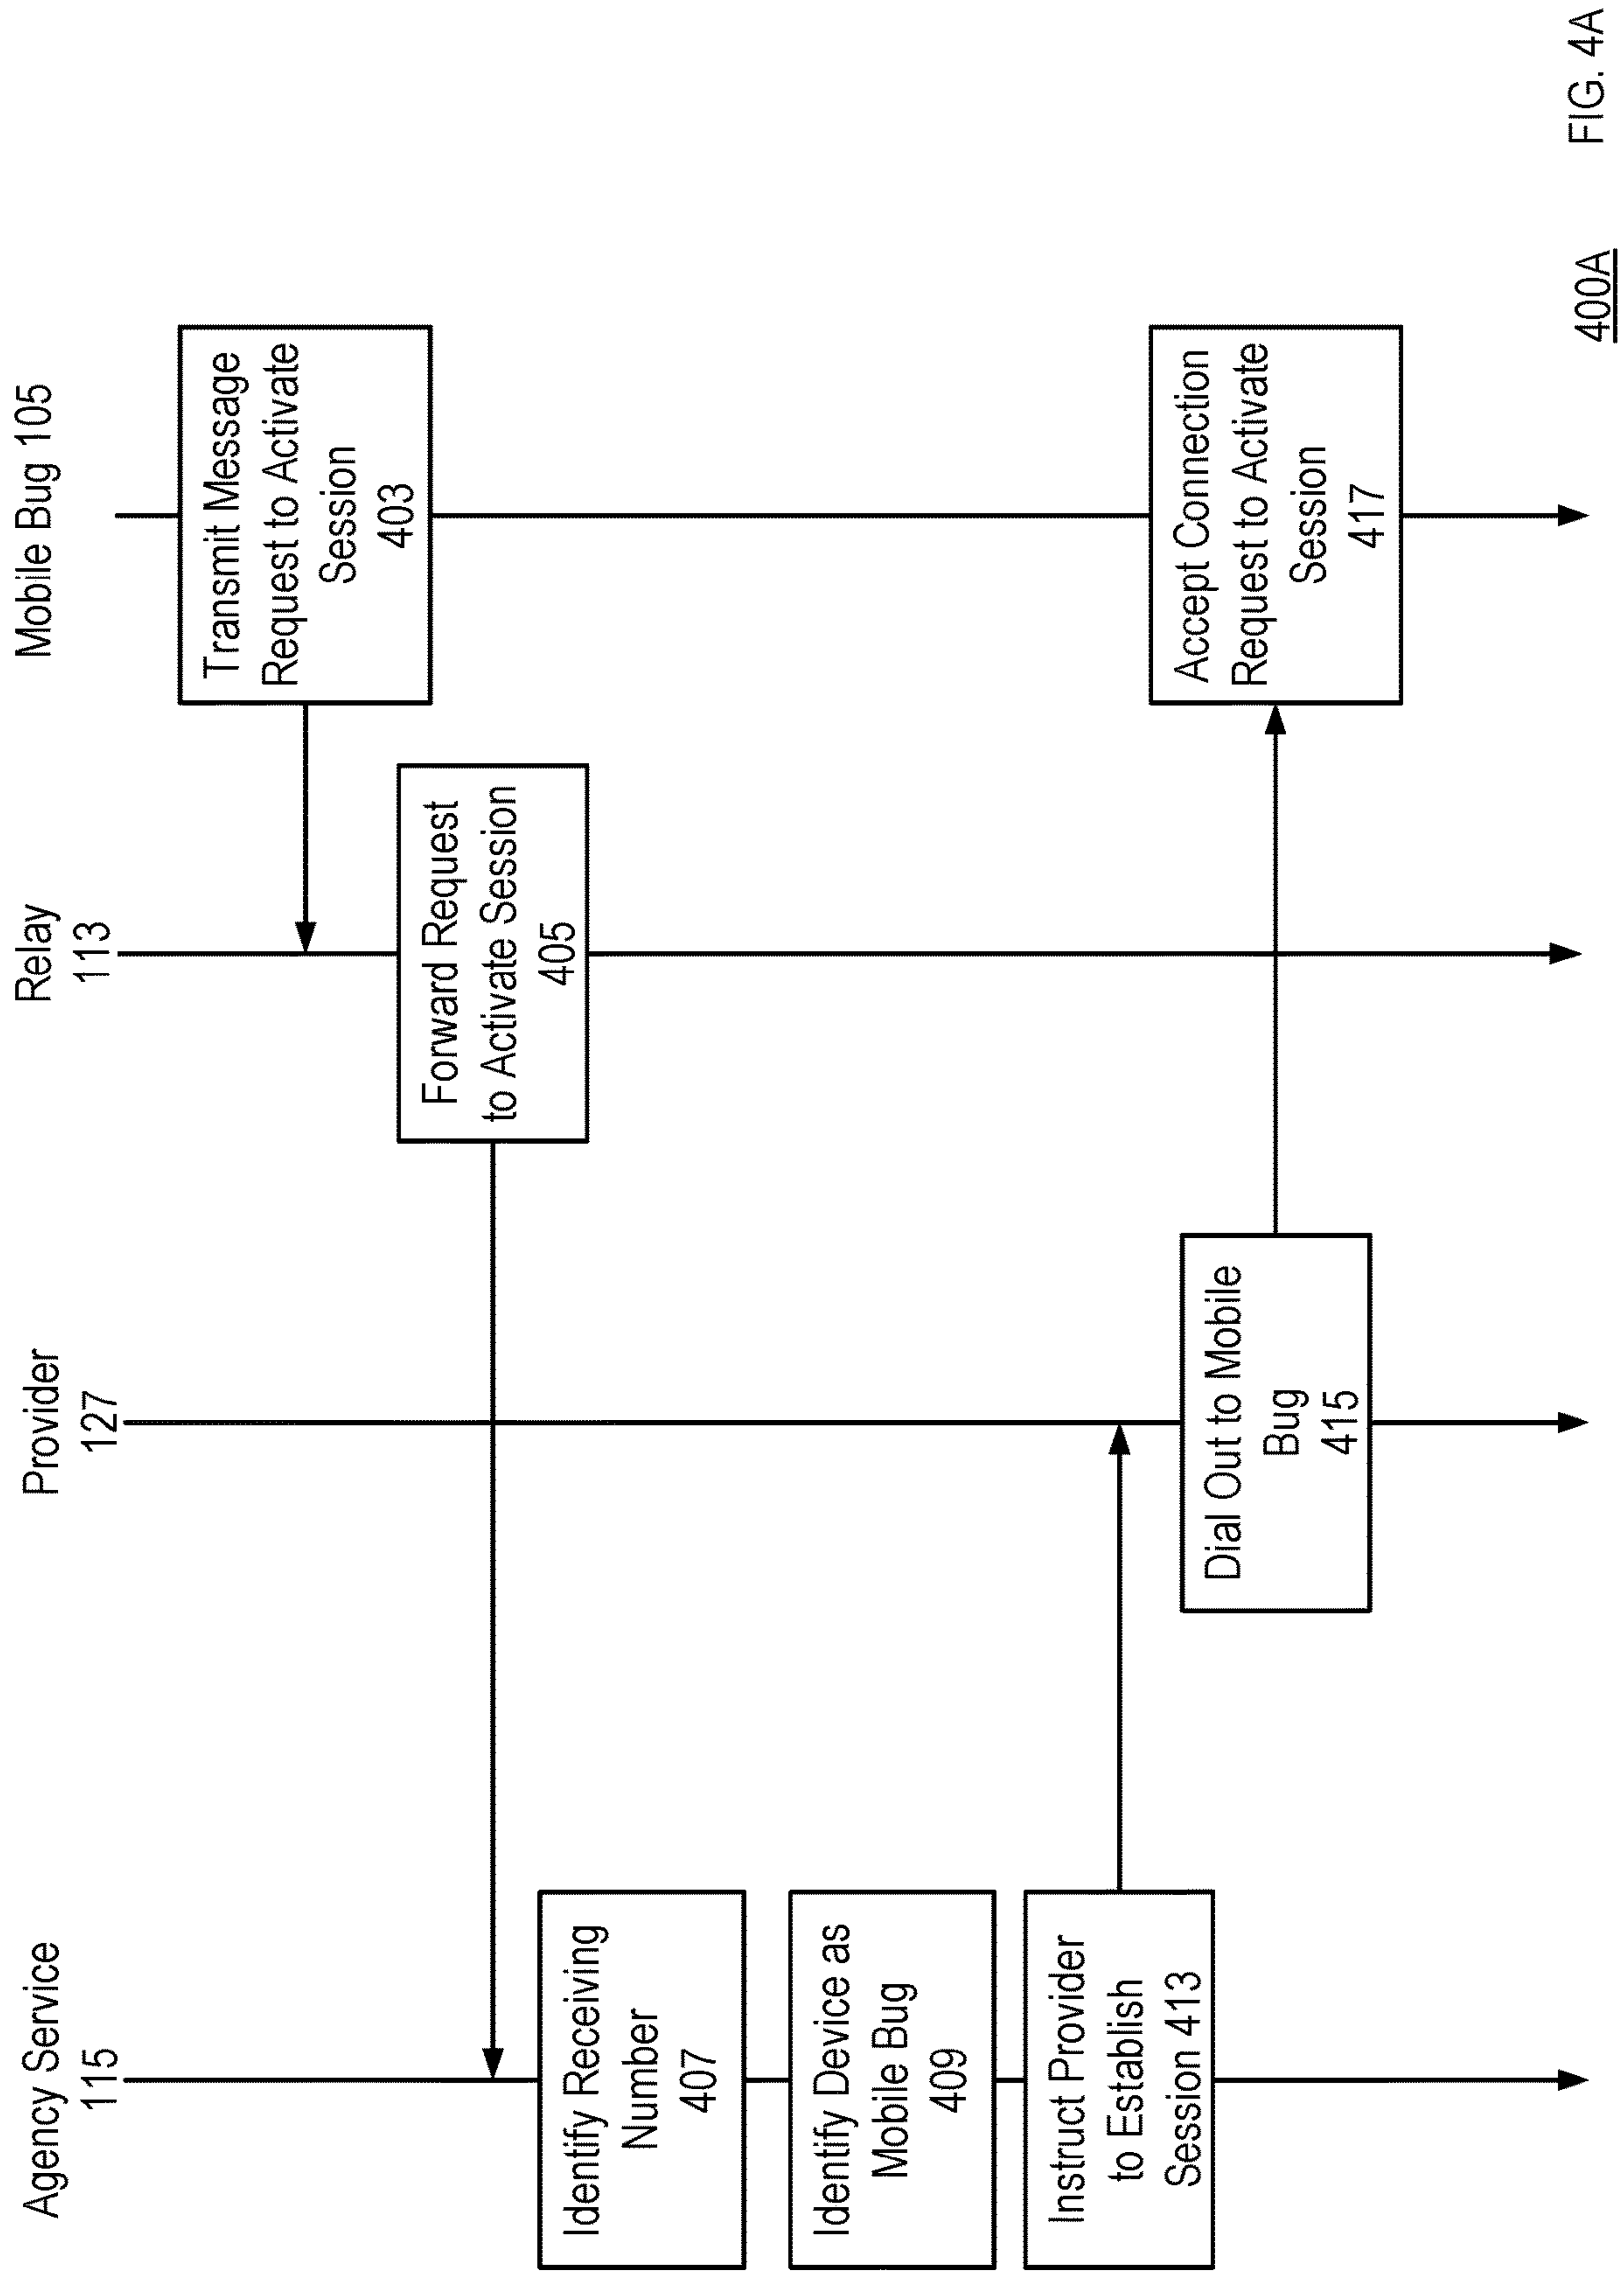 Agency Service
115
Provider
127
Relay
113
Mobile Bug 105
Transmit Message
Request to Activate
Session
403
Forward Request
to Activate Session
405
Identify Receiving
Number
407
Identify Device as
Mobile Bug
409
Instruct Provider
to Establish
Session 413
Dial Out to Mobile
Bug
415
Accept Connection
Request to Activate
Session
417
400A
FIG. 4A